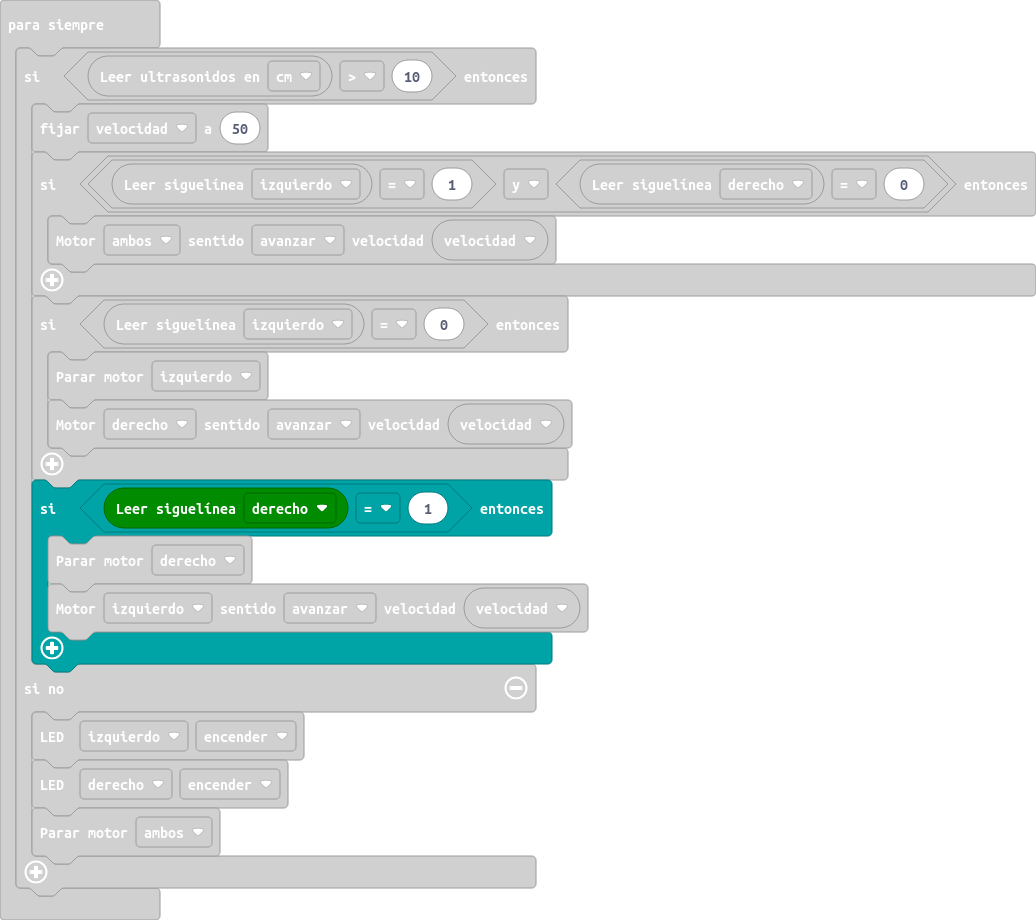 para siempre
si Leer ultrasonidos en cm > 10 entonces
fijar velocidad a 50
si Leer siguelínea izquierdo = 1 y Leer siguelínea derecho = 0 entonces
Motor ambos sentido avanzar velocidad velocidad
si Leer siguelínea izquierdo = 0 entonces
Parar motor izquierdo
Motor derecho sentido avanzar velocidad velocidad
si Leer siguelínea derecho = 1 entonces
Parar motor derecho
Motor izquierdo sentido avanzar velocidad velocidad
si no
LED izquierdo encender
LED derecho encender
Parar motor ambos